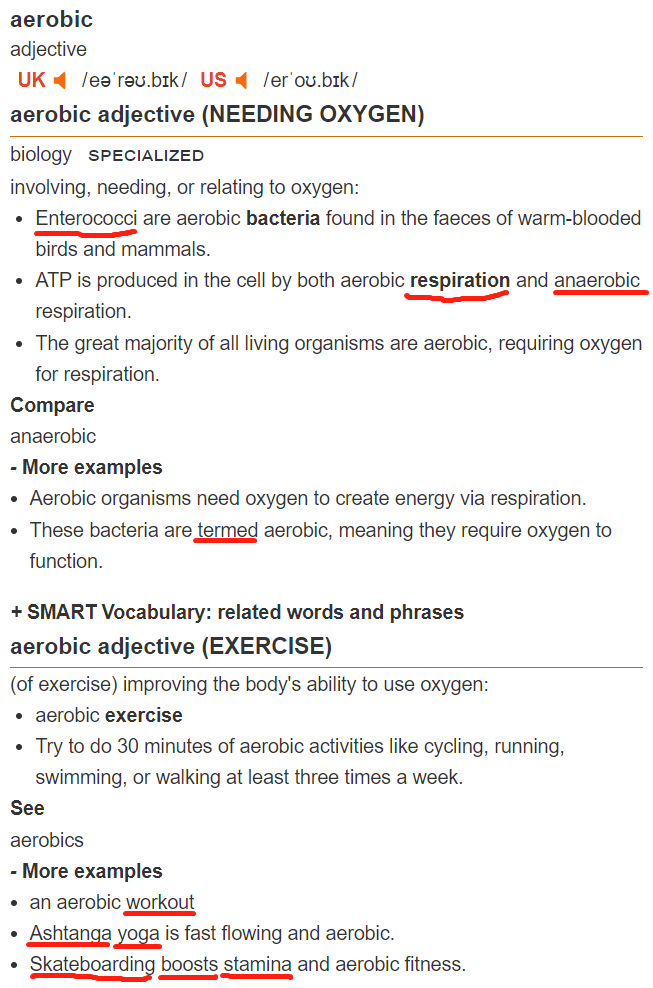 aerobic
adjective
UK /eəˈrəʊ.bɪk/ US /erˈoʊ.bɪk/
aerobic adjective (NEEDING OXYGEN)
biology SPECIALIZED
involving, needing, or relating to oxygen:
• Enterococci are aerobic bacteria found in the faeces of warm-blooded
birds and mammals.
• ATP is produced in the cell by both aerobic respiration and anaerobic
respiration.
• The great majority of all living organisms are aerobic, requiring oxygen
for respiration.
Compare
anaerobic
- More examples
• Aerobic organisms need oxygen to create energy via respiration.
• These bacteria are termed aerobic, meaning they require oxygen to
function.
+ SMART Vocabulary: related words and phrases
aerobic adjective (EXERCISE)
(of exercise) improving the body's ability to use oxygen:
• aerobic exercise
• Try to do 30 minutes of aerobic activities like cycling, running,
swimming, or walking at least three times a week.
See
aerobics
- More examples
• an aerobic workout
• Ashtanga yoga is fast flowing and aerobic.
• Skateboarding boosts stamina and aerobic fitness.